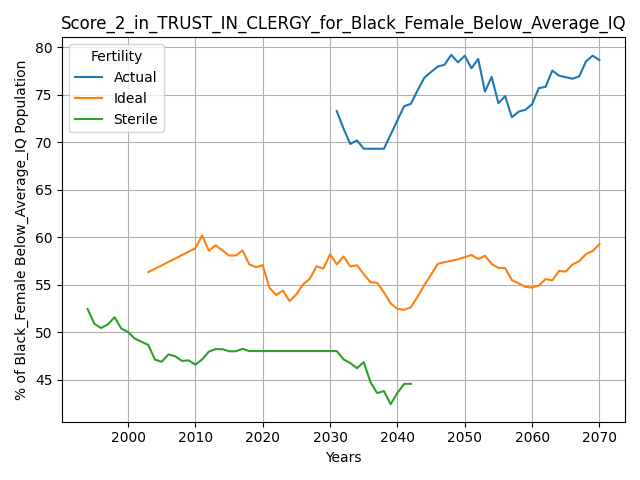 Score_2_in_TRUST_IN_CLERGY_for_Black_Female_Below_Average_IQ
% of Black_Female Below_Average_IQ Population
80
75
70
65
60
55
50
45
Fertility
Actual
Ideal
Sterile
2000 2010 2020 2030 2040 2050 2060 2070
Years